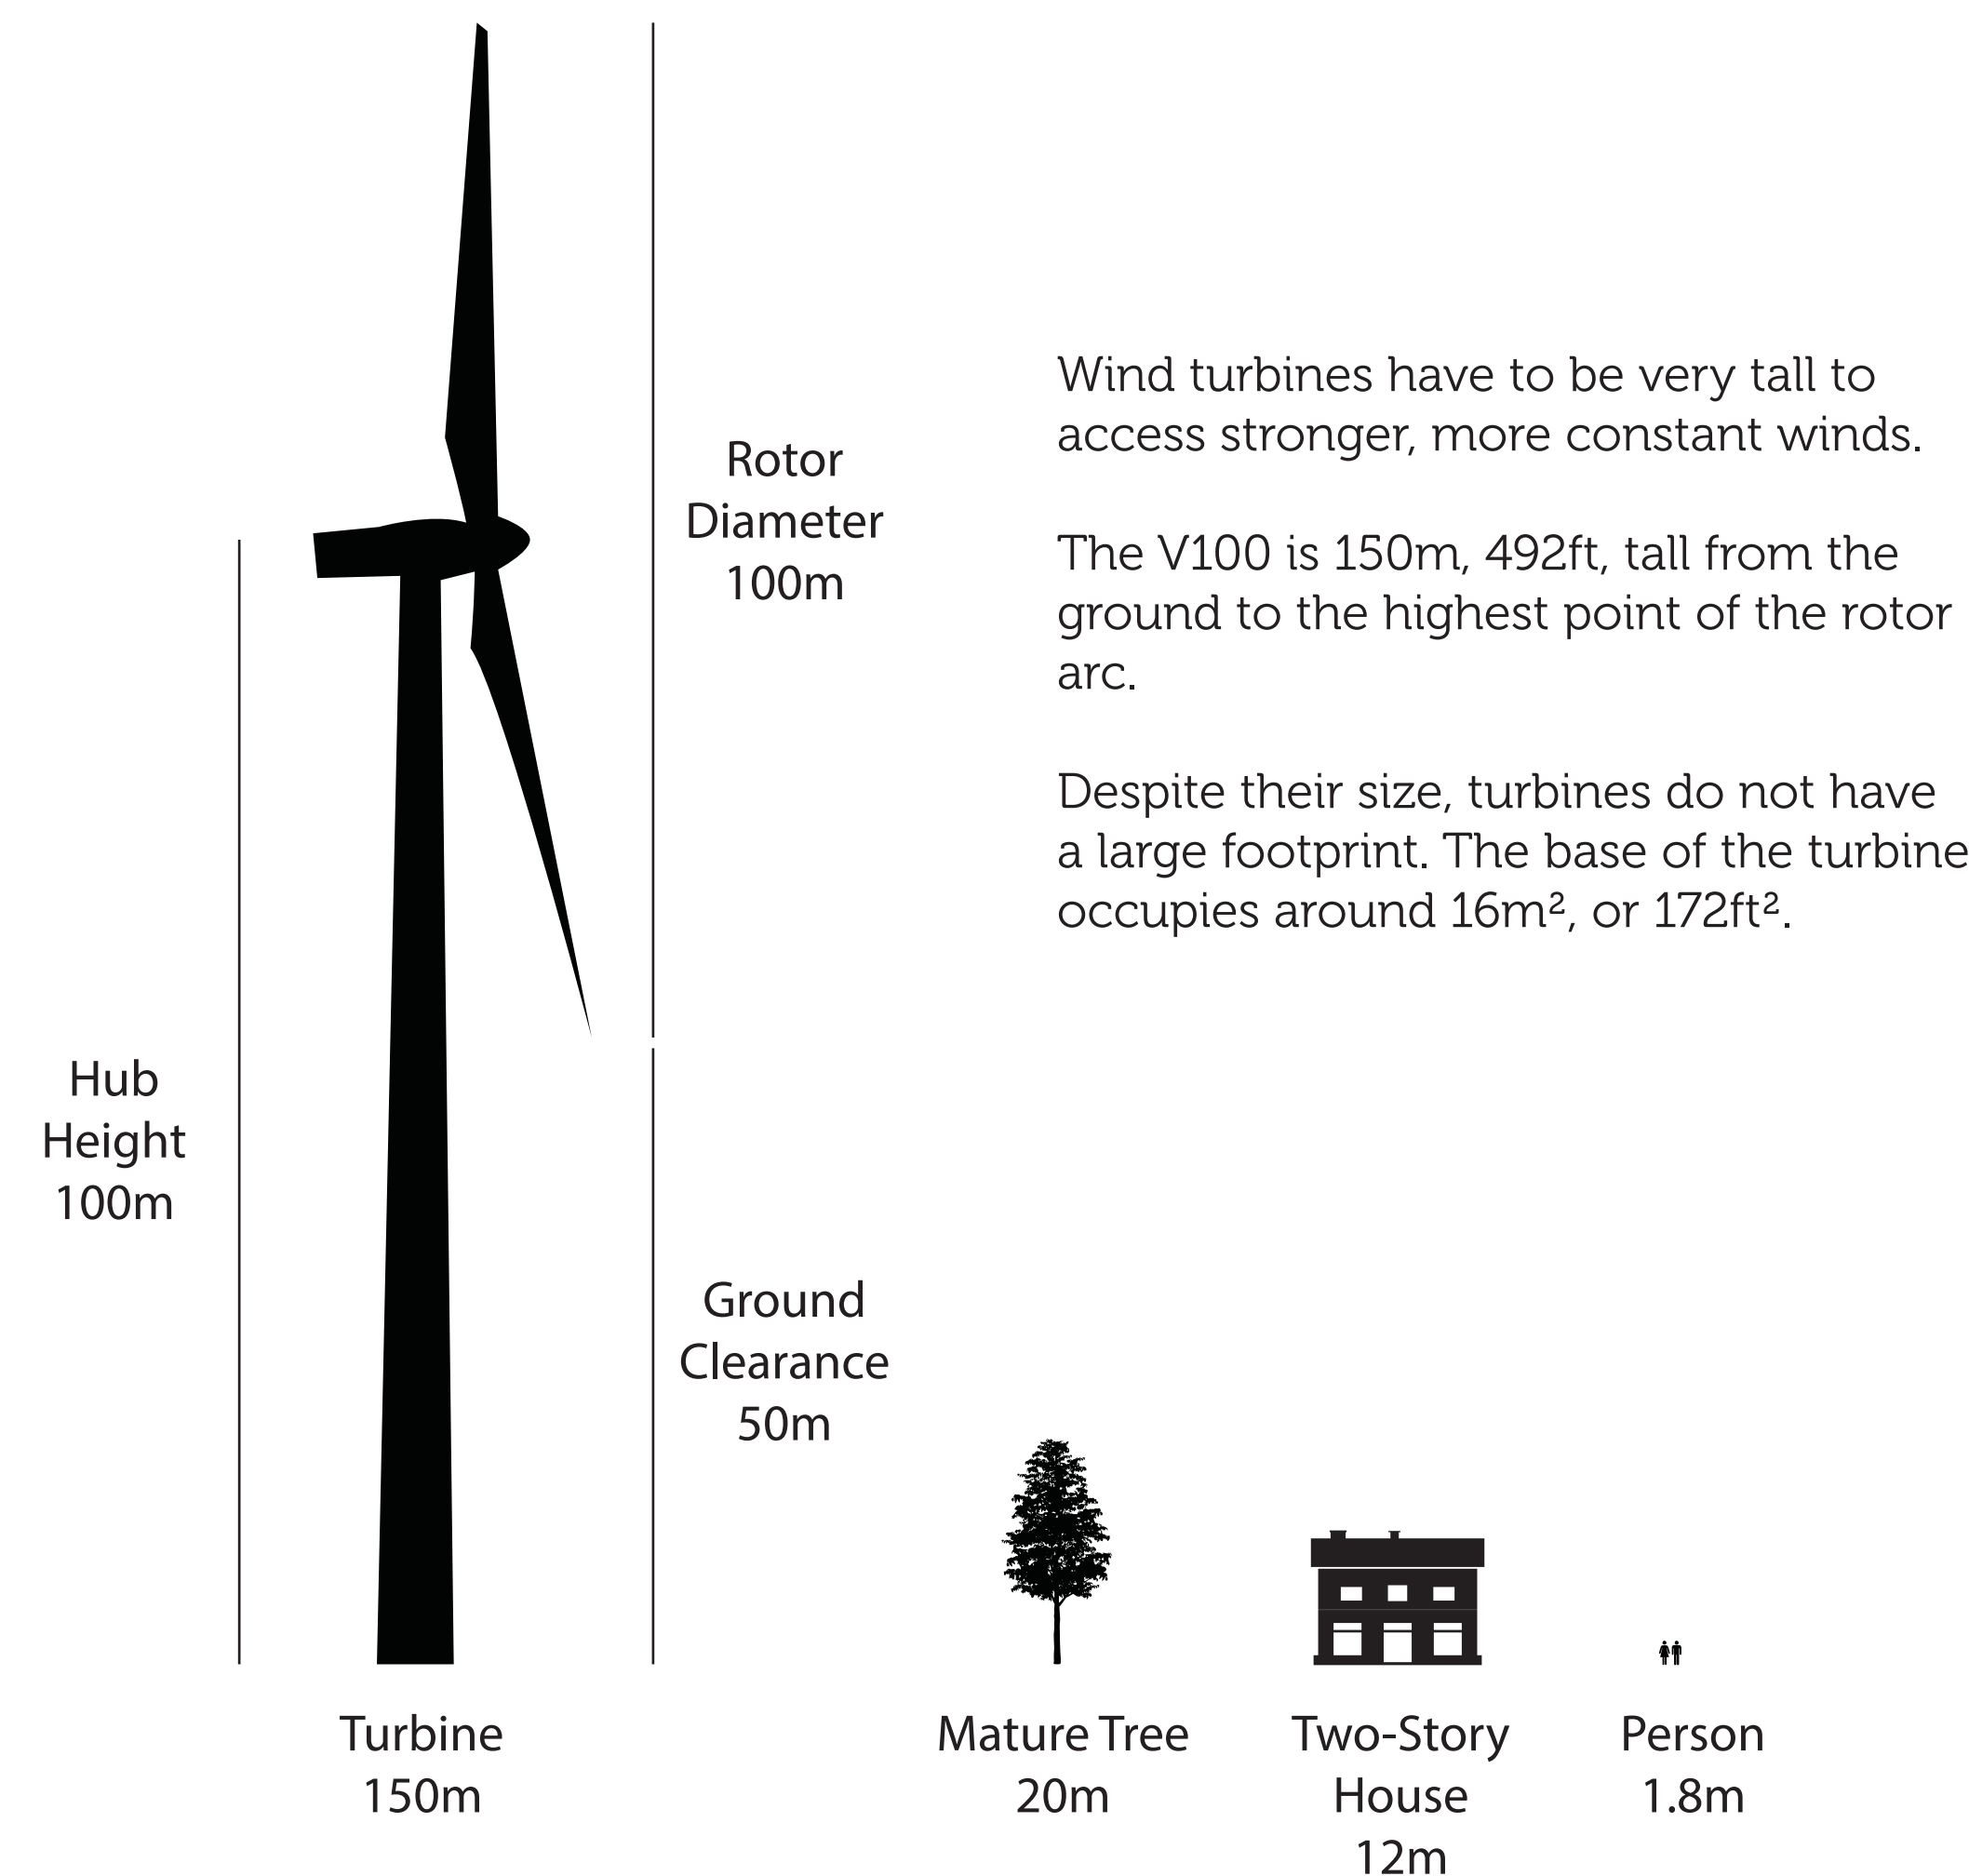 Rotor
Diameter
100m
Wind turbines have to be very tall to
access stronger, more constant winds.
The V100 is 150m, 492ft, tall from the
ground to the highest point of the rotor
arc.
Despite their size, turbines do not have
a large footprint. The base of the turbine
occupies around 16m², or 172ft².
Hub
Height
100m
Ground
Clearance
50m
Turbine
150m
Mature Tree
20m
Two-Story
House
12m
Person
1.8m